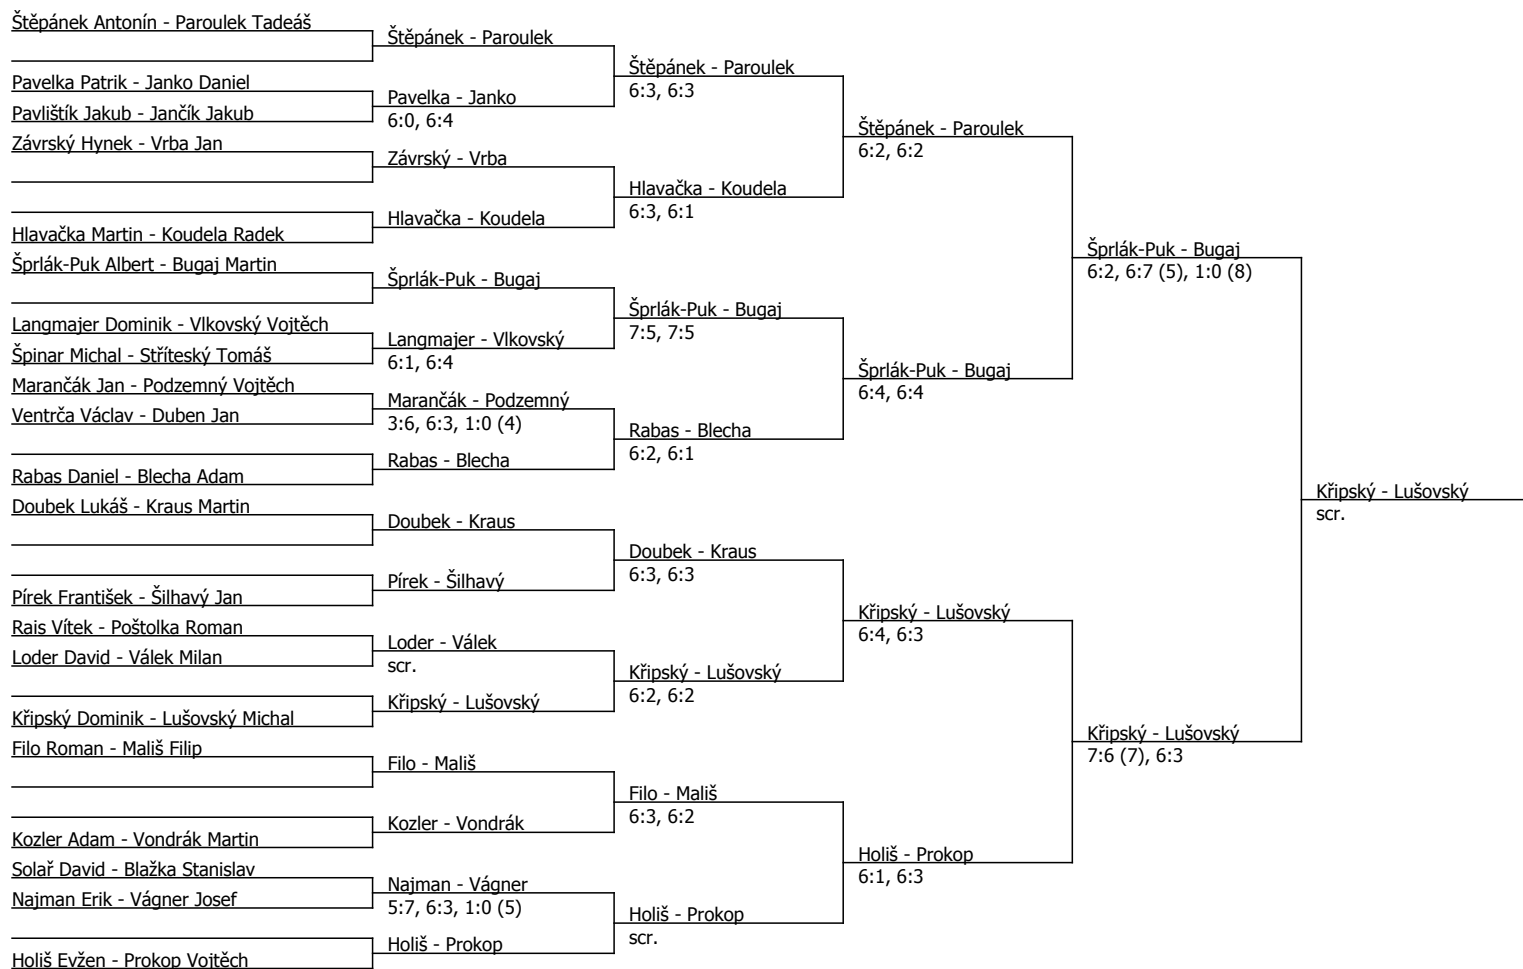 Štěpánek Antonín - Paroulek Tadeáš
Štěpánek - Paroulek
Štěpánek - Paroulek
6:3, 6:3
Pavelka Patrik - Janko Daniel
Pavelka - Janko
6:0, 6:4
Pavlištík Jakub - Jančík Jakub
Štěpánek - Paroulek
6:2, 6:2
Závrský Hynek - Vrba Jan
Závrský - Vrba
Hlavačka - Koudela
6:3, 6:1
Hlavačka - Koudela
Hlavačka Martin - Koudela Radek
Šprlák-Puk - Bugaj
6:2, 6:7 (5), 1:0 (8)
Šprlák-Puk Albert - Bugaj Martin
Šprlák-Puk - Bugaj
Šprlák-Puk - Bugaj
7:5, 7:5
Langmajer Dominik - Vlkovský Vojtěch
Langmajer - Vlkovský
6:1, 6:4
Špinar Michal - Stříteský Tomáš
Šprlák-Puk - Bugaj
6:4, 6:4
Marančák Jan - Podzemný Vojtěch
Marančák - Podzemný
3:6, 6:3, 1:0 (4)
Ventrča Václav - Duben Jan
Rabas - Blecha
6:2, 6:1
Rabas - Blecha
Rabas Daniel - Blecha Adam
Křipský - Lušovský
scr.
Doubek Lukáš - Kraus Martin
Doubek - Kraus
Doubek - Kraus
6:3, 6:3
Pírek - Šilhavý
Pírek František - Šilhavý Jan
Křipský - Lušovský
6:4, 6:3
Rais Vítek - Poštolka Roman
Loder - Válek
scr.
Loder David - Válek Milan
Křipský - Lušovský
6:2, 6:2
Křipský - Lušovský
Křipský Dominik - Lušovský Michal
Křipský - Lušovský
7:6 (7), 6:3
Filo Roman - Mališ Filip
Filo - Mališ
Filo - Mališ
6:3, 6:2
Kozler - Vondrák
Kozler Adam - Vondrák Martin
Holiš - Prokop
6:1, 6:3
Solař David - Blažka Stanislav
Najman - Vágner
5:7, 6:3, 1:0 (5)
Najman Erik - Vágner Josef
Holiš - Prokop
scr.
Holiš - Prokop
Holiš Evžen - Prokop Vojtěch